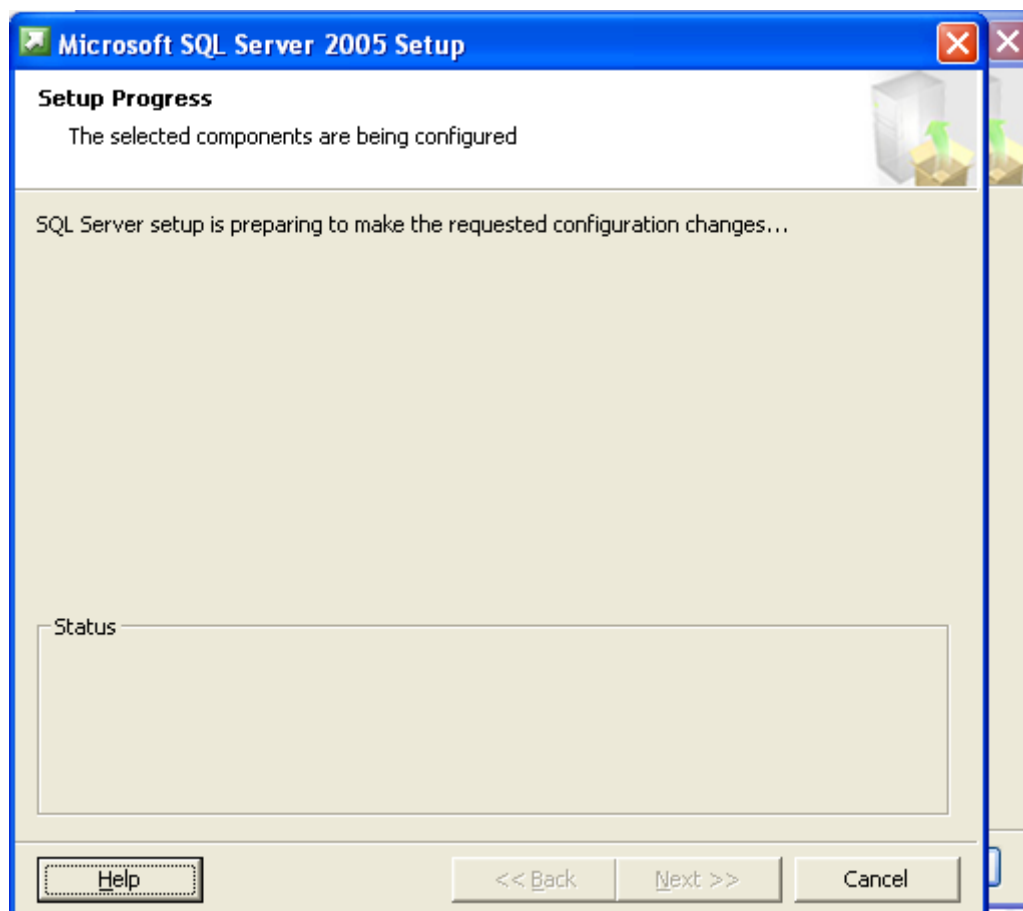 Microsoft SQL Server 2005 Setup
Setup Progress
The selected components are being configured
SQL Server setup is preparing to make the requested configuration changes...
Status
Help
<< Back
Next >>
Cancel